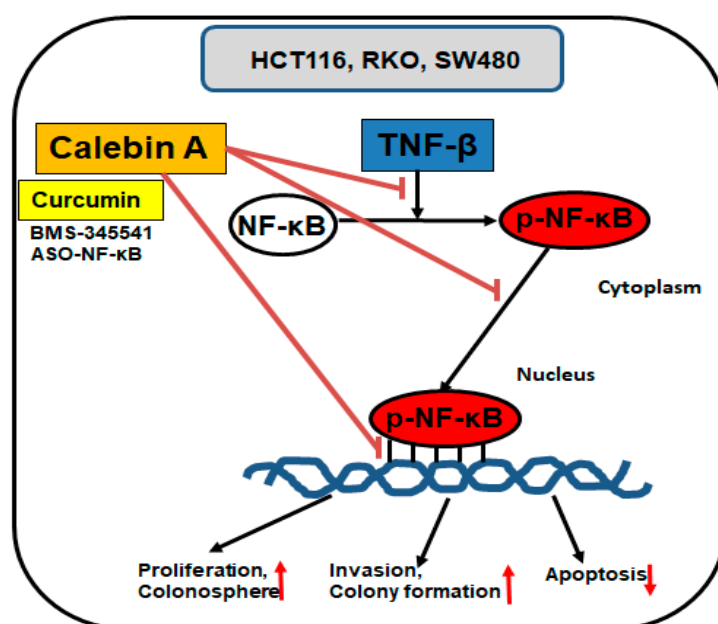 HCT116, RKO, SW480
Calebin A
TNF-β
Curcumin
BMS-345541
ASO-NF-κB
NF-κB
p-NF-κB
Cytoplasm
Nucleus
p-NF-κB
Proliferation,
Colonosphere
Invasion,
Colony formation
Apoptosis